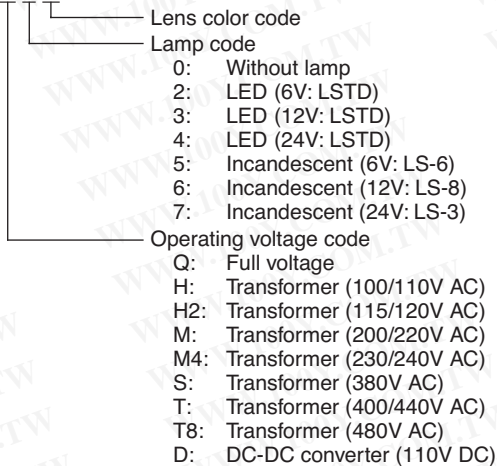 Lens color code
Lamp code
0: Without lamp
2: LED (6V: LSTD)
3: LED (12V: LSTD)
4: LED (24V: LSTD)
5: Incandescent (6V: LS-6)
6: Incandescent (12V: LS-8)
7: Incandescent (24V: LS-3)
Operating voltage code
Q: Full voltage
H: Transformer (100/110V AC)
H2: Transformer (115/120V AC)
M: Transformer (200/220V AC)
M4: Transformer (230/240V AC)
S: Transformer (380V AC)
T: Transformer (400/440V AC)
T8: Transformer (480V AC)
D: DC-DC converter (110V DC)